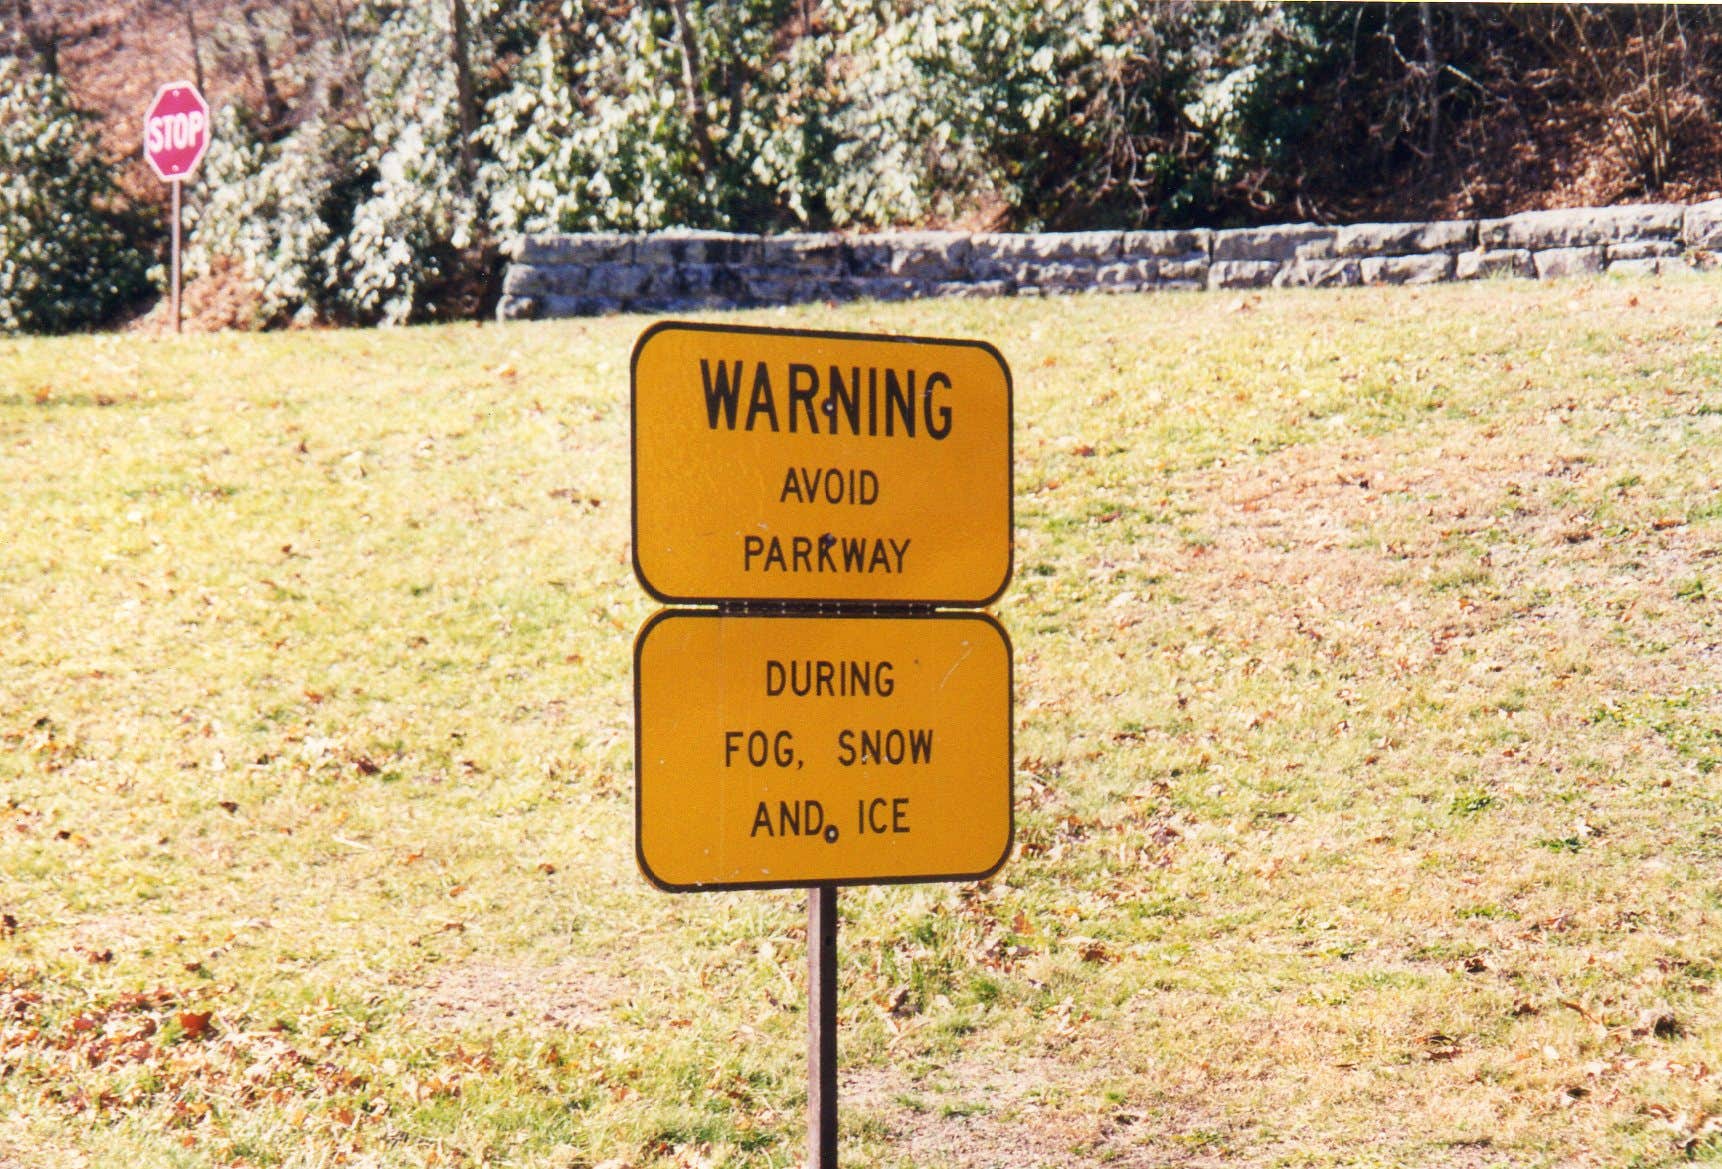 STOP
WARNING
AVOID
PARKWAY
DURING
FOG, SNOW
AND ICE